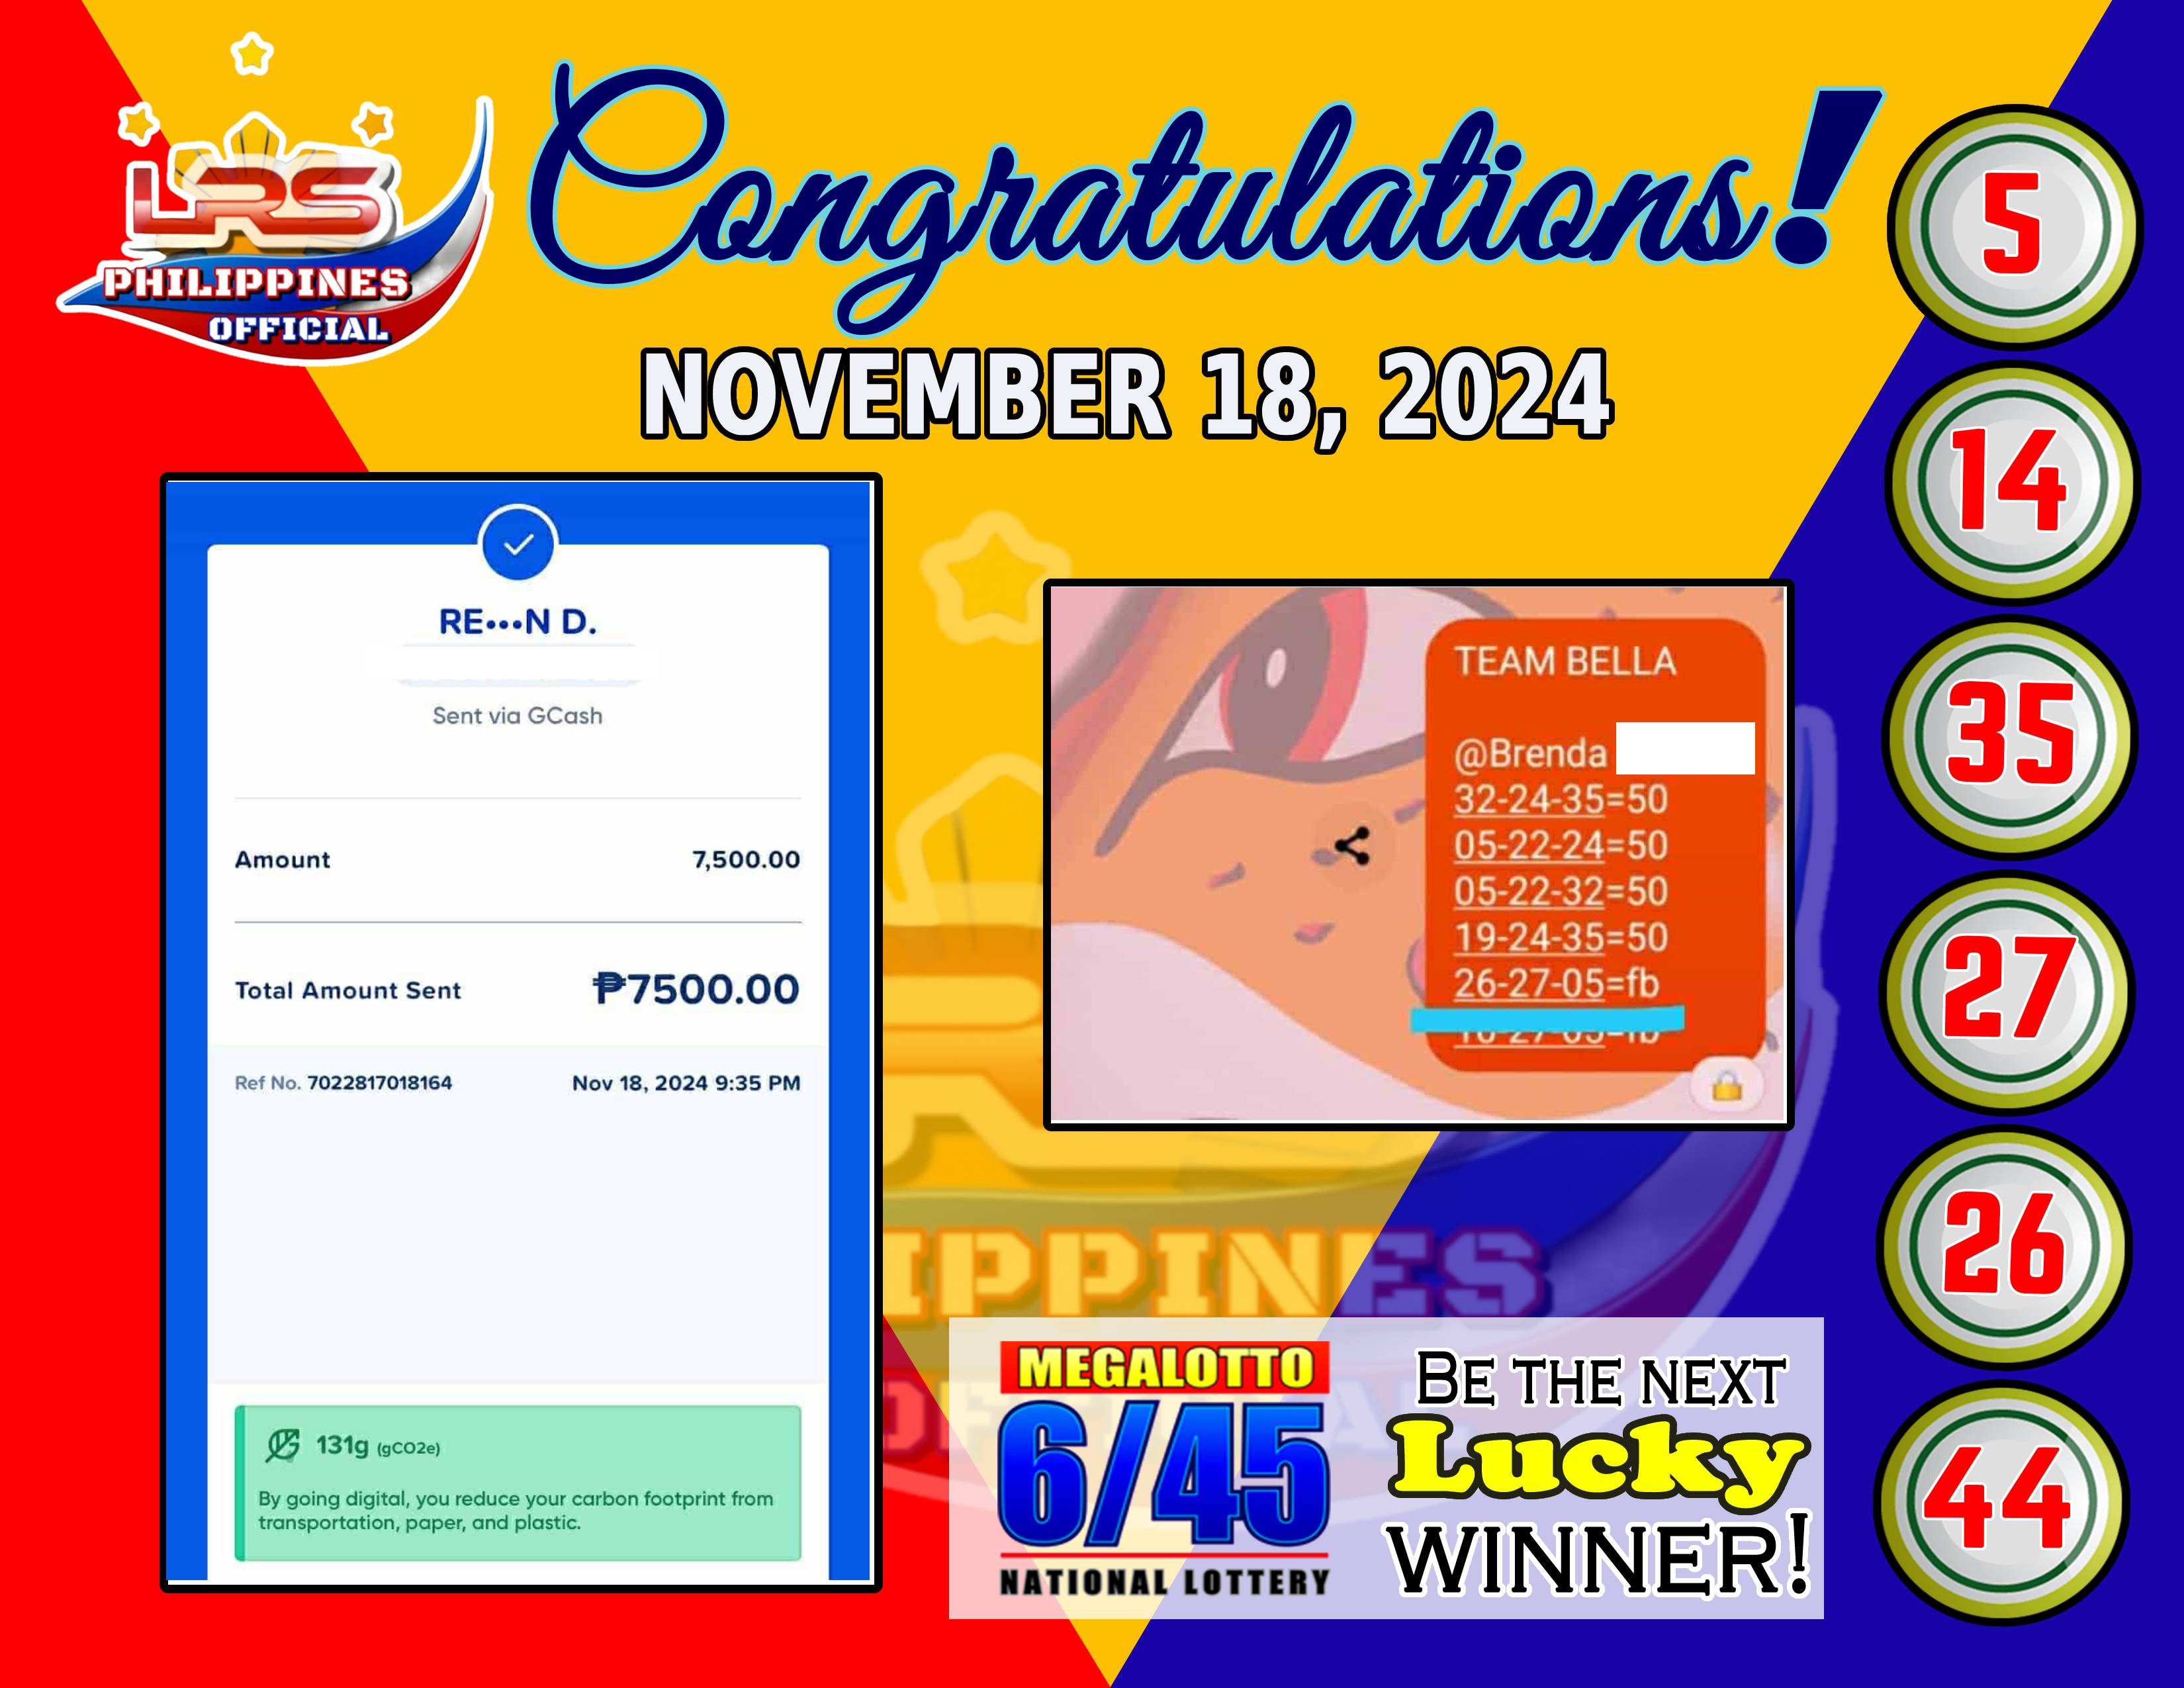 LRS
PHILIPPINES
OFFICIAL
Congratulations!
NOVEMBER 18, 2024
RE•••N D.
Sent via GCash
Amount 7,500.00
Total Amount Sent ₱7500.00
Ref No. 7022817018164 Nov 18, 2024 9:35 PM
131g (gCO2e)
By going digital, you reduce your carbon footprint from
transportation, paper, and plastic.
TEAM BELLA
@Brenda
32-24-35=50
05-22-24=50
05-22-32=50
19-24-35=50
26-27-05=fb
MEGALOTTO
6/45
NATIONAL LOTTERY
BE THE NEXT
Lucky
WINNER!
5
14
35
27
26
44